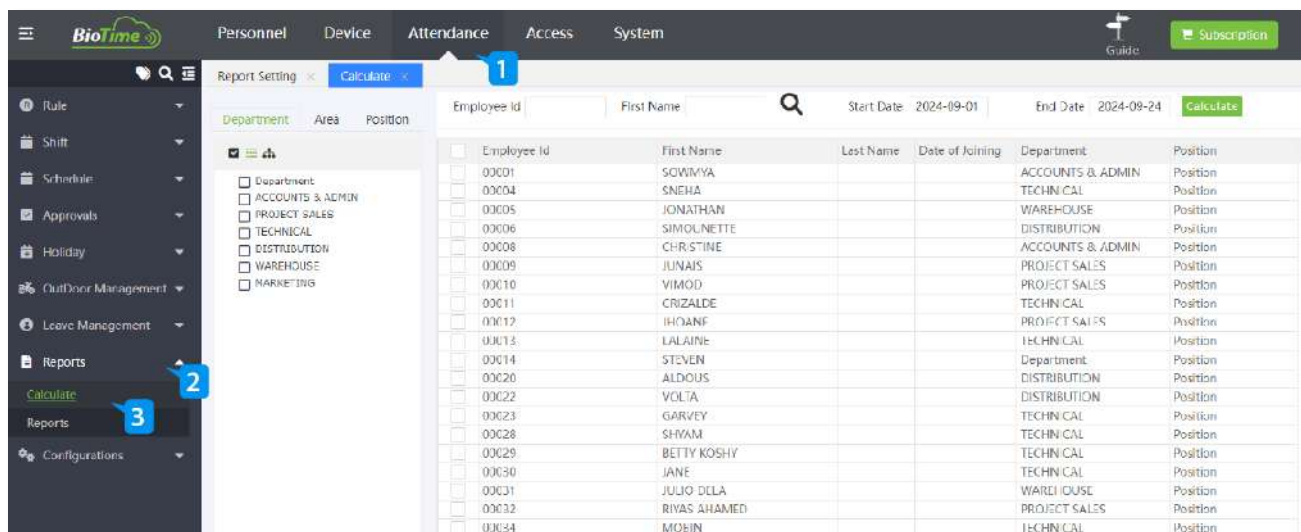 BioTime
Personnel Device Attendance Access System
Guide
Subscription
1
Report Setting × Calculate ×
Rule
Shift
Schedule
Approvals
Holiday
OutDoor Management
Leave Management
Reports
2
Calculate
3
Reports
Configurations
Department Area Position
Department
ACCOUNTS & ADMIN
PROJECT SALES
TECHNICAL
DISTRIBUTION
WAREHOUSE
MARKETING
Employee Id First Name Start Date 2024-09-01 End Date 2024-09-24 Calculate
Employee Id First Name Last Name Date of Joining Department Position
00001 SOWMYA ACCOUNTS & ADMIN Position
00004 SNEHA TECHNICAL Position
00005 JONATHAN WAREHOUSE Position
00006 SIMOUNETTE DISTRIBUTION Position
00008 CHRISTINE ACCOUNTS & ADMIN Position
00009 JUNAIS PROJECT SALES Position
00010 VIMOD PROJECT SALES Position
00011 CRIZALDE TECHNICAL Position
00012 JHOANE PROJECT SALES Position
00013 LALAINE TECHNICAL Position
00014 STEVEN Department Position
00020 ALDOUS DISTRIBUTION Position
00022 VOLTA DISTRIBUTION Position
00023 GARVEY TECHNICAL Position
00028 SHYAM TECHNICAL Position
00029 BETTY KOSHY TECHNICAL Position
00030 JANE TECHNICAL Position
00031 JULIO DELA WAREHOUSE Position
00032 RIYAS AHAMED PROJECT SALES Position
00034 MOEIN TECHNICAL Position